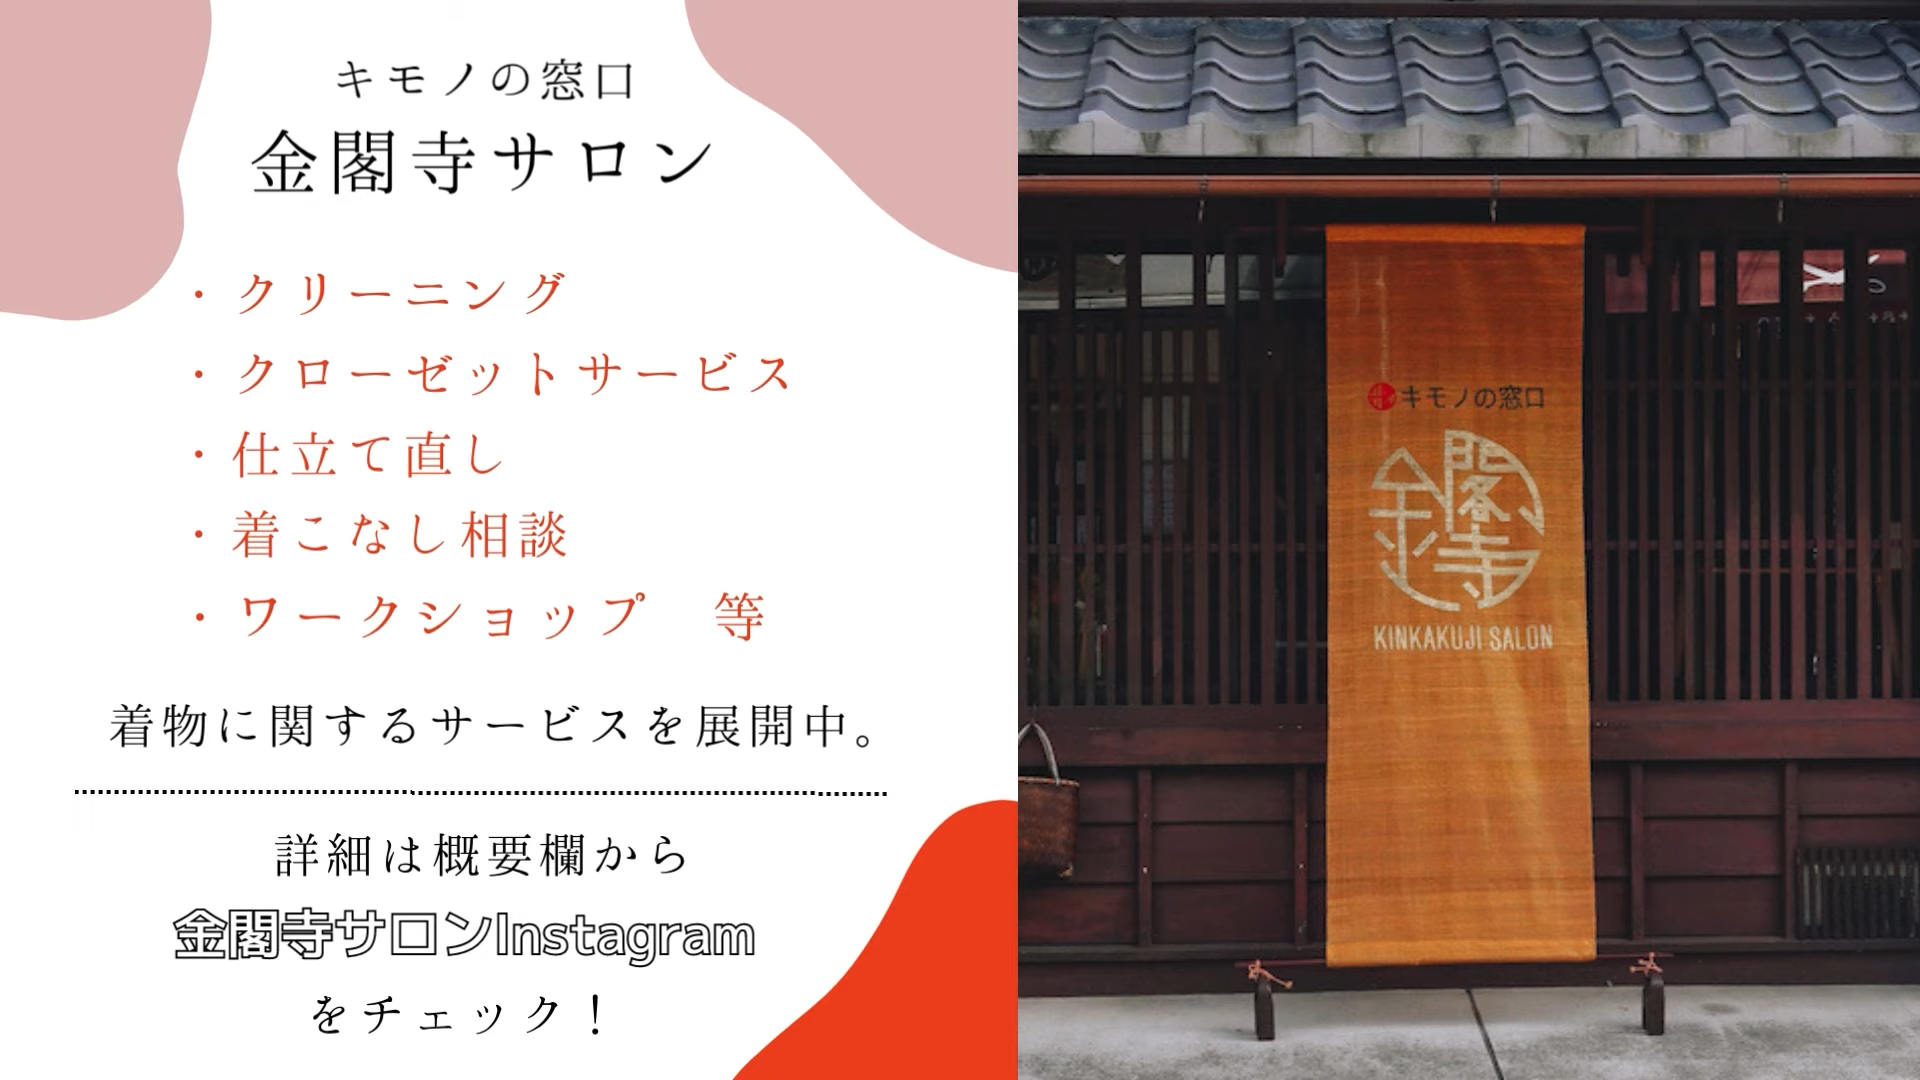 キモノの窓口
金閣寺サロン
・クリーニング
・クローゼットサービス
・仕立て直し
・着こなし相談
・ワークショップ　等
着物に関するサービスを展開中。
詳細は概要欄から
金閣寺サロンInstagram
をチェック！
キモノの窓口
金閣寺
KINKAKUJI SALON